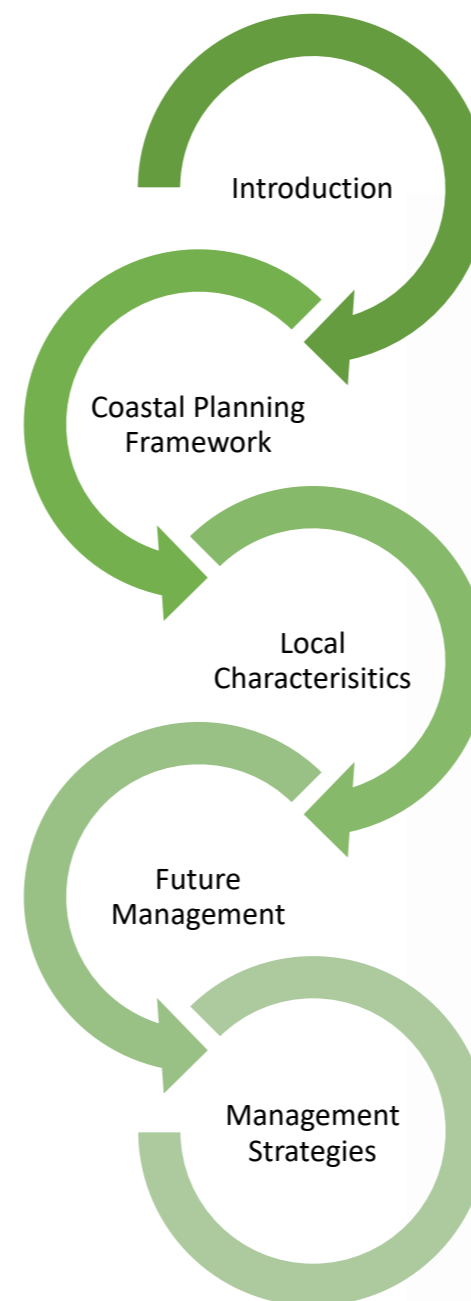 Introduction
Coastal Planning
Framework
Local
Characterisitics
Future
Management
Management
Strategies